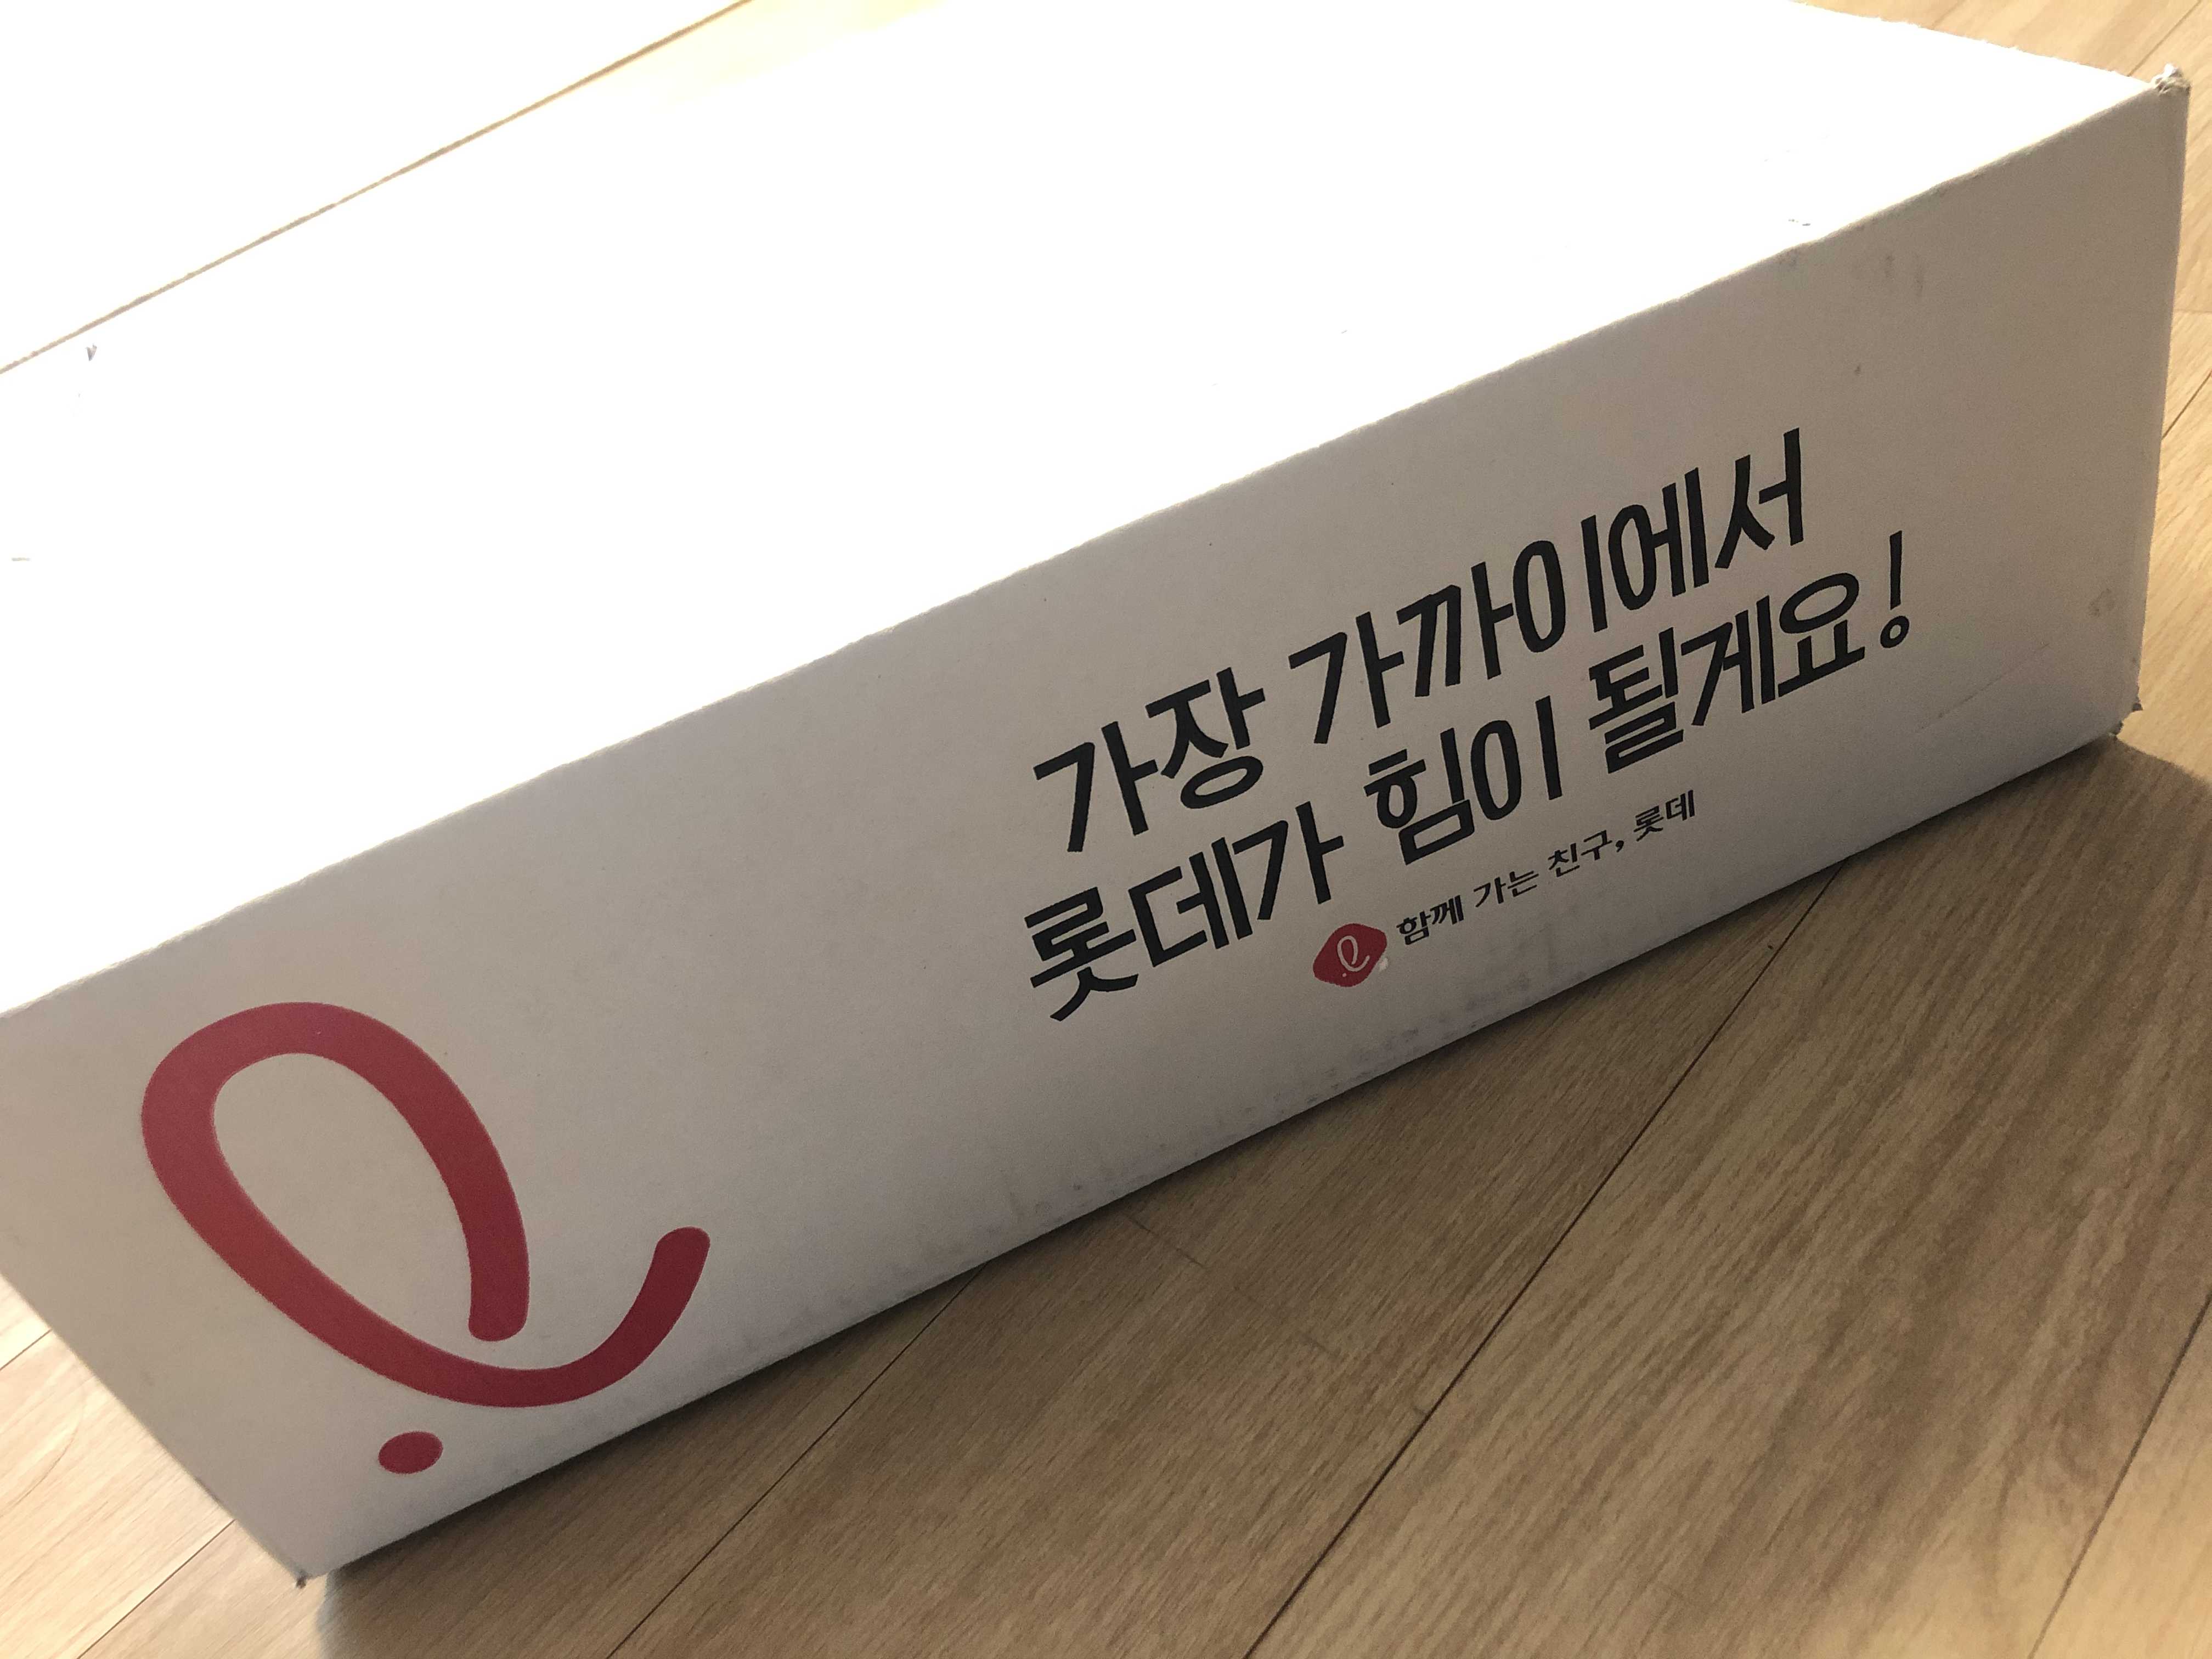 가장 가까이에서
롯데가 힘이 될게요!
함께 가는 친구, 롯데